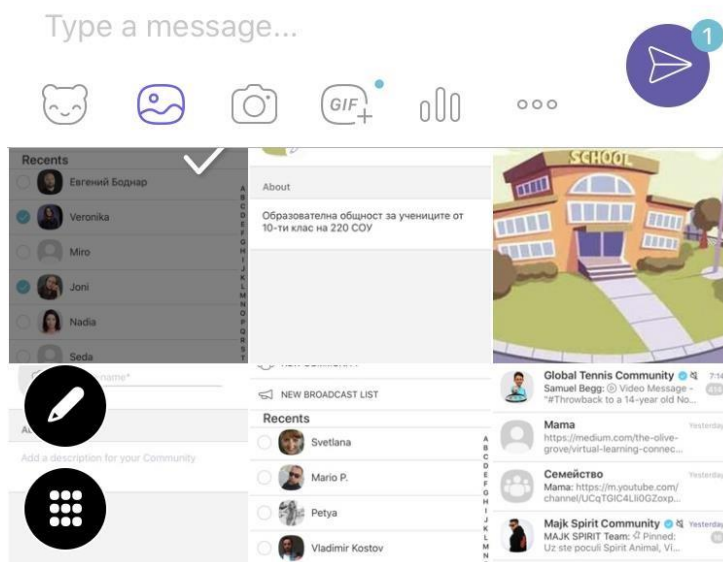 Type a message...
1
GIF
Recents
Евгений Боднар
Veronika
Miro
Joni
Nadia
Seda
A
B
C
D
E
F
G
H
I
J
K
L
M
N
O
P
Q
R
S
T
About
Образователна общност за учениците от
10-ти клас на 220 СОУ
SCHOOL
name*
Add a description for your Community
NEW BROADCAST LIST
Recents
Svetlana
Mario P.
Petya
Vladimir Kostov
A
B
C
D
E
F
G
H
I
J
K
L
M
N
Global Tennis Community 7:14
Samuel Begg: Video Message -
"#Throwback to a 14-year old No...
Mama Yesterday
https://medium.com/the-olive-
grove/virtual-learning-connec...
Семейство Yesterday
Mama: https://m.youtube.com/
channel/UCqTGIC4Lli0GZoxp...
Majk Spirit Community Yesterday
MAJK SPIRIT Team: Pinned:
Uz ste poculi Spirit Animal, Vi...